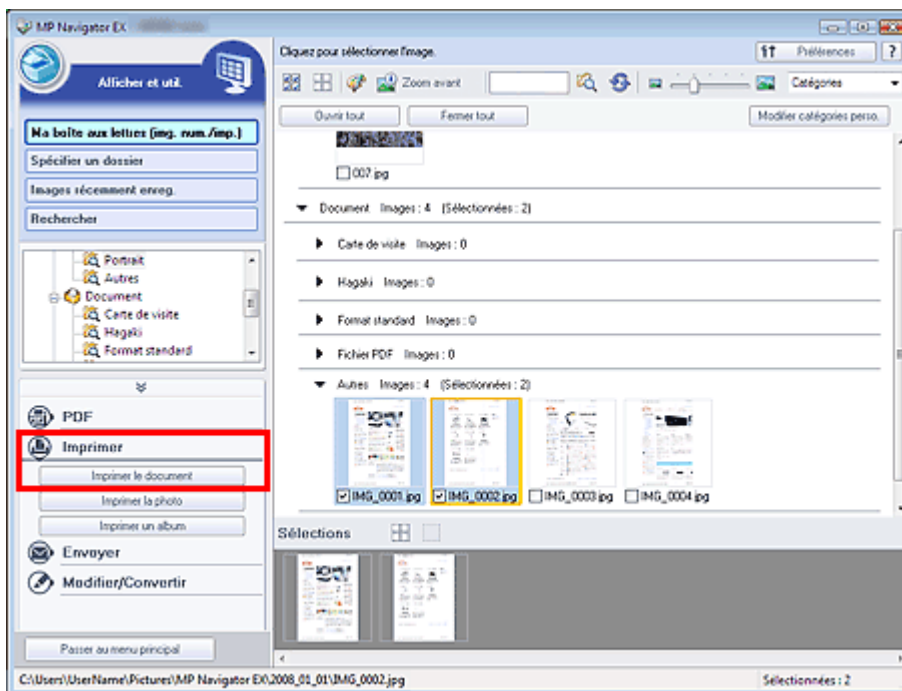 MP Navigator EX
Afficher et util.
Ma boîte aux lettres (img. num./imp.)
Spécifier un dossier
Images récemment enreg.
Rechercher
Portrait
Autres
Document
Carte de visite
Hagaki
Format standard
PDF
Imprimer
Imprimer le document
Imprimer la photo
Imprimer un album
Envoyer
Modifier/Convertir
Passer au menu principal
Cliquez pour sélectionner l'image.
Préférences
?
Zoom avant
Catégories
Ouvrir tout
Fermer tout
Modifier catégories perso.
007.jpg
Document Images : 4 (Sélectionnées : 2)
Carte de visite Images : 0
Hagaki Images : 0
Format standard Images : 0
Fichier PDF Images : 0
Autres Images : 4 (Sélectionnées : 2)
IMG_0001.jpg
IMG_0002.jpg
IMG_0003.jpg
IMG_0004.jpg
Sélections
C:\Users\UserName\Pictures\MP Navigator EX\2008_01_01\IMG_0002.jpg
Sélectionnées : 2